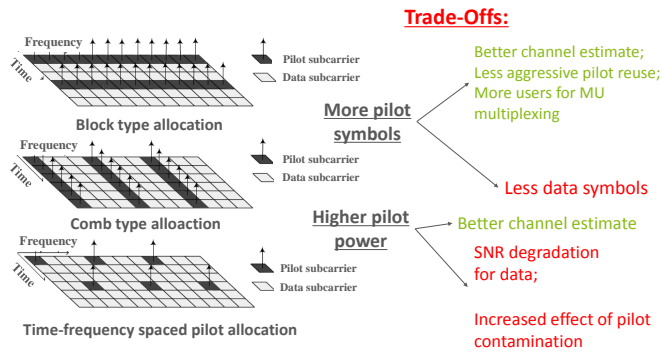 Trade-Offs:
Frequency
Time
Pilot subcarrier
Data subcarrier
Block type allocation
Frequency
Time
Pilot subcarrier
Data subcarrier
Comb type alloaction
Frequency
Time
Pilot subcarrier
Data subcarrier
Time-frequency spaced pilot allocation
More pilot
symbols
Better channel estimate;
Less aggressive pilot reuse;
More users for MU
multiplexing
Less data symbols
Higher pilot
power
Better channel estimate
SNR degradation
for data;
Increased effect of pilot
contamination